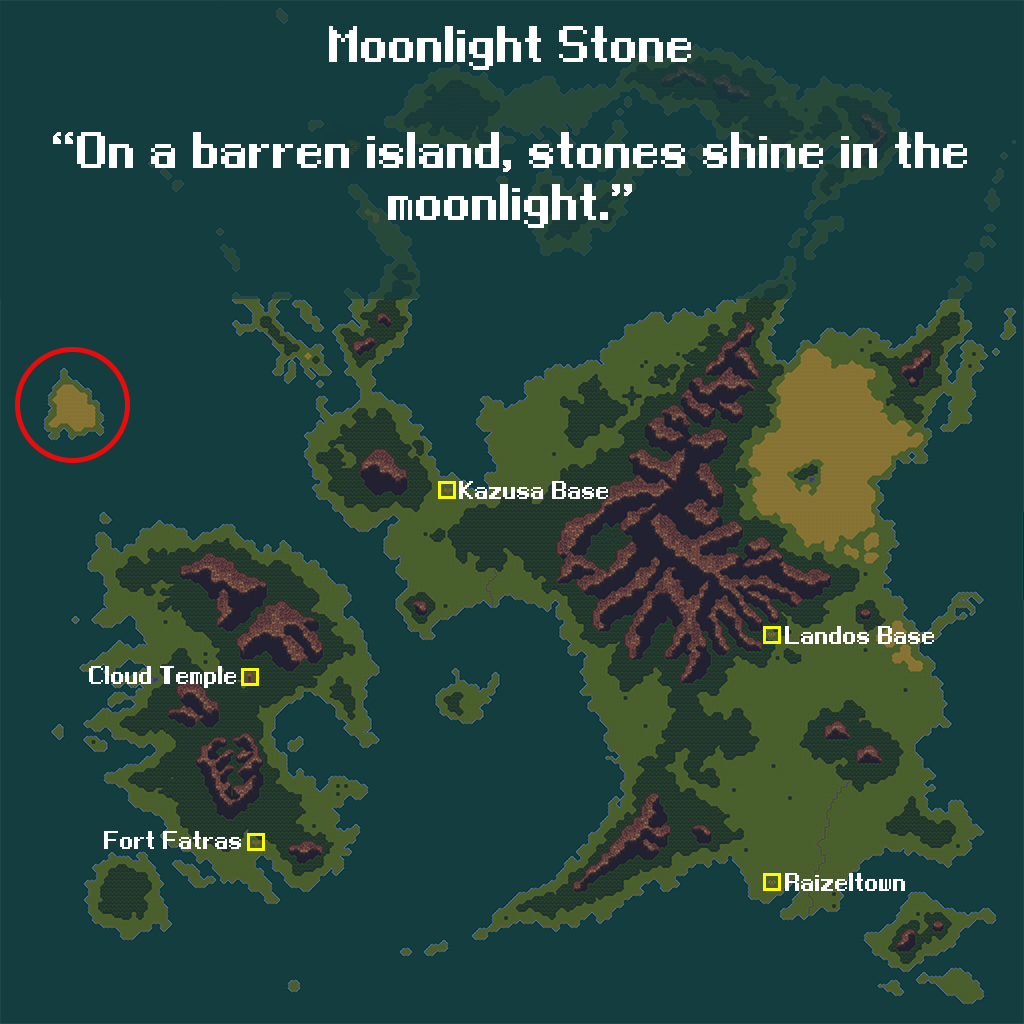 Moonlight Stone
“On a barren island, stones shine in the
moonlight.”
Kazusa Base
Landos Base
Cloud Temple
Fort Fatras
Raizeltown